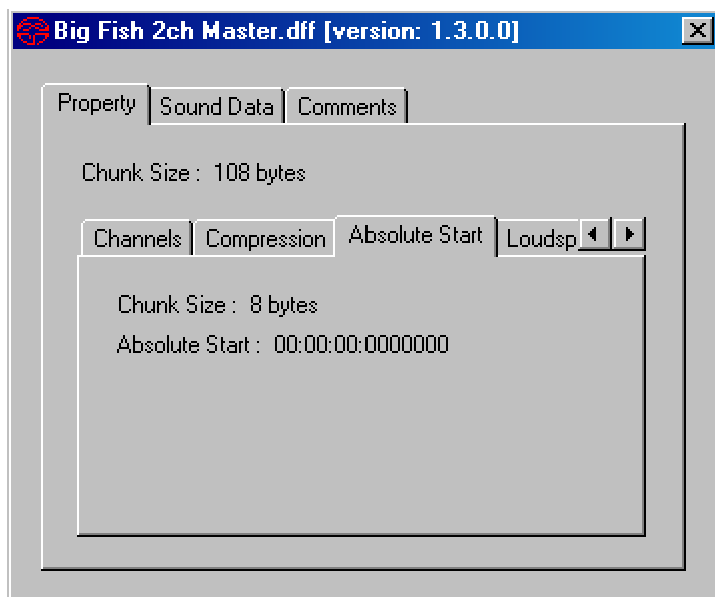 Big Fish 2ch Master.dff [version: 1.3.0.0]
Property Sound Data Comments
Chunk Size : 108 bytes
Channels Compression Absolute Start Loudsp
Chunk Size : 8 bytes
Absolute Start : 00:00:00:0000000